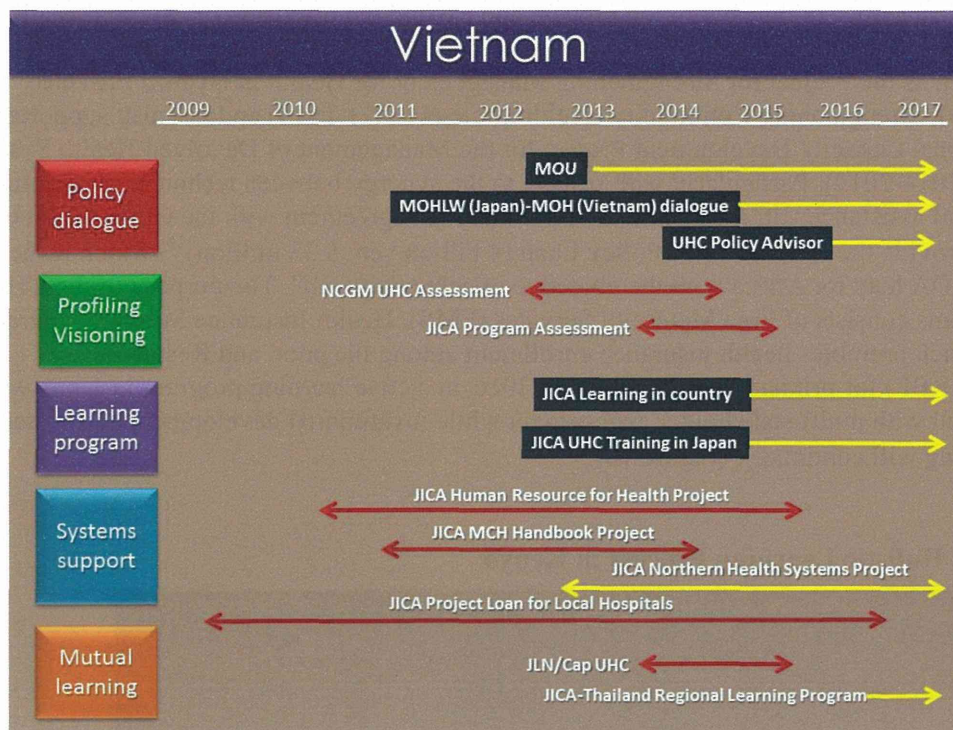 Vietnam
2009 2010 2011 2012 2013 2014 2015 2016 2017
Policy
dialogue
MOU
MOHLW (Japan)-MOH (Vietnam) dialogue
UHC Policy Advisor
Profiling
Visioning
NCGM UHC Assessment
JICA Program Assessment
Learning
program
JICA Learning in country
JICA UHC Training in Japan
Systems
support
JICA Human Resource for Health Project
JICA MCH Handbook Project
JICA Northern Health Systems Project
JICA Project Loan for Local Hospitals
Mutual
learning
JLN/Cap UHC
JICA-Thailand Regional Learning Program